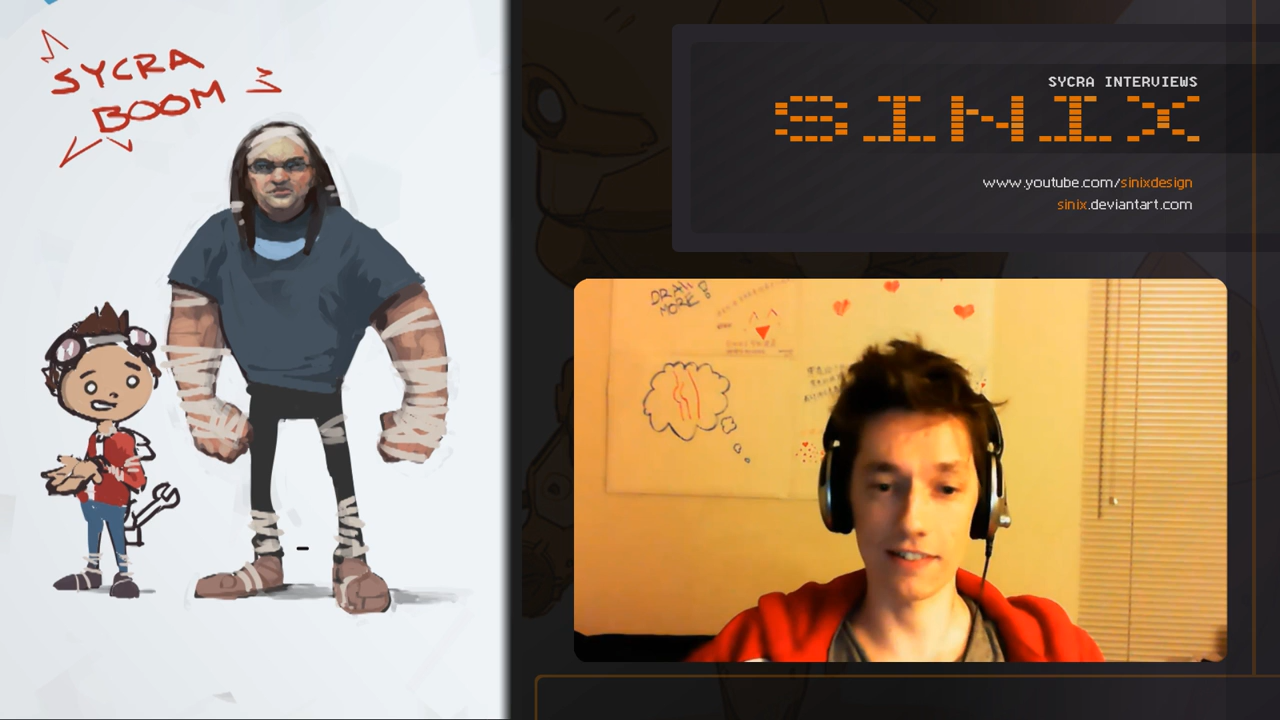 SYCRA
BOOM
SYCRA INTERVIEWS
SINIX
www.youtube.com/sinixdesign
sinix.deviantart.com
DRAW
MORE!